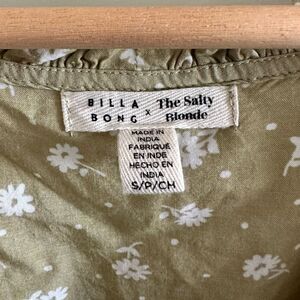 BILLA
BONG × The Salty
Blonde
MADE IN
INDIA
FABRIQUÉ
EN INDE
HECHO EN
INDIA
S/P/CH